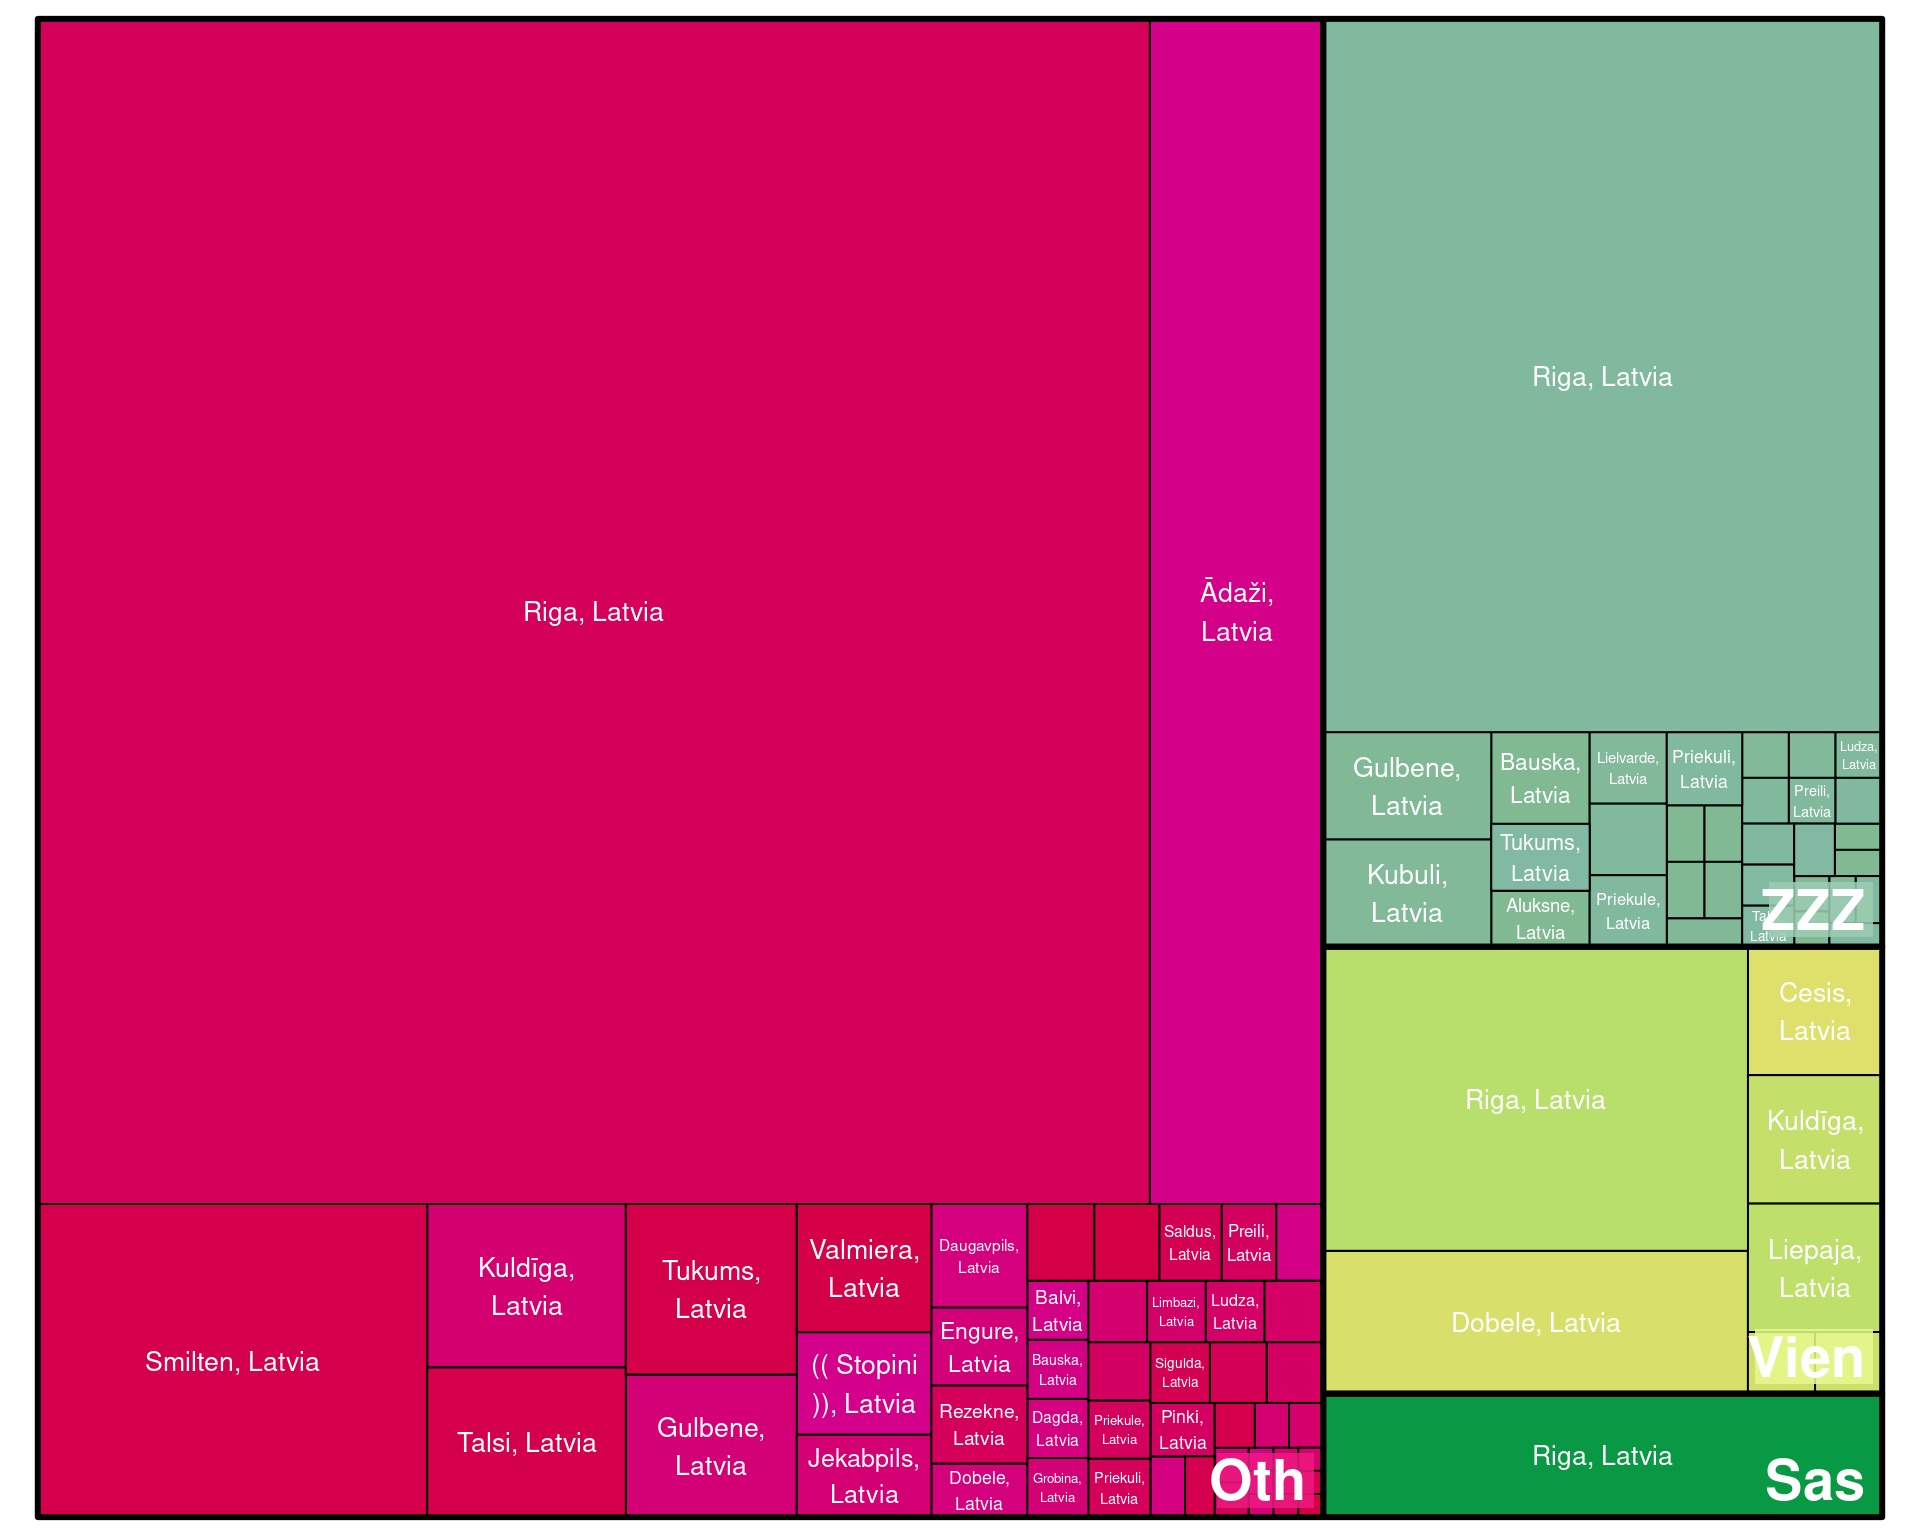 Riga, Latvia
Ādaži,
Latvia
Smilten, Latvia
Kuldīga,
Latvia
Talsi, Latvia
Tukums,
Latvia
Gulbene,
Latvia
Valmiera,
Latvia
(( Stopini
)), Latvia
Jekabpils,
Latvia
Daugavpils,
Latvia
Engure,
Latvia
Rezekne,
Latvia
Dobele,
Latvia
Saldus,
Latvia
Preili,
Latvia
Balvi,
Latvia
Limbazi,
Latvia
Ludza,
Latvia
Bauska,
Latvia
Sigulda,
Latvia
Dagda,
Latvia
Priekule,
Latvia
Pinki,
Latvia
Grobina,
Latvia
Priekuli,
Latvia
Oth
Riga, Latvia
Gulbene,
Latvia
Kubuli,
Latvia
Bauska,
Latvia
Tukums,
Latvia
Aluksne,
Latvia
Lielvarde,
Latvia
Priekule,
Latvia
Priekuli,
Latvia
Ludza,
Latvia
Preili,
Latvia
Latvia
ZZZ
Riga, Latvia
Dobele, Latvia
Cesis,
Latvia
Kuldīga,
Latvia
Liepaja,
Latvia
Vien
Riga, Latvia
Sas